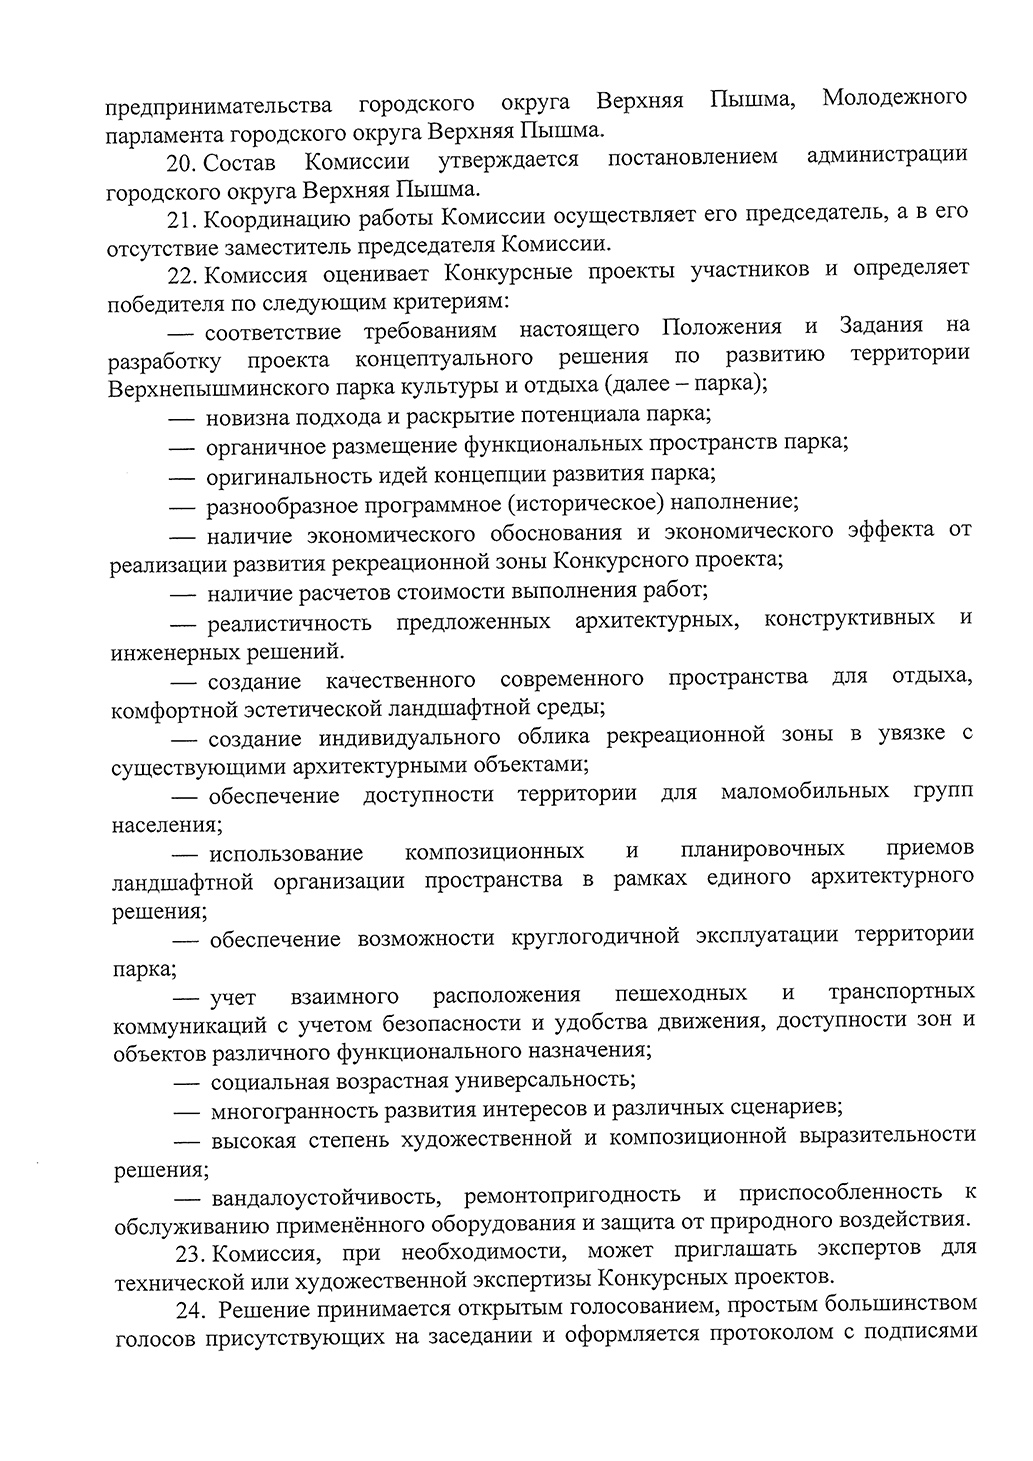 предпринимательства городского округа Верхняя Пышма, Молодежного
парламента городского округа Верхняя Пышма.
20. Состав Комиссии утверждается постановлением администрации
городского округа Верхняя Пышма.
21. Координацию работы Комиссии осуществляет его председатель, а в его
отсутствие заместитель председателя Комиссии.
22. Комиссия оценивает Конкурсные проекты участников и определяет
победителя по следующим критериям:
— соответствие требованиям настоящего Положения и Задания на
разработку проекта концептуального решения по развитию территории
Верхнепышминского парка культуры и отдыха (далее – парка);
— новизна подхода и раскрытие потенциала парка;
— органичное размещение функциональных пространств парка;
— оригинальность идей концепции развития парка;
— разнообразное программное (историческое) наполнение;
— наличие экономического обоснования и экономического эффекта от
реализации развития рекреационной зоны Конкурсного проекта;
— наличие расчетов стоимости выполнения работ;
— реалистичность предложенных архитектурных, конструктивных и
инженерных решений.
— создание качественного современного пространства для отдыха,
комфортной эстетической ландшафтной среды;
— создание индивидуального облика рекреационной зоны в увязке с
существующими архитектурными объектами;
— обеспечение доступности территории для маломобильных групп
населения;
— использование композиционных и планировочных приемов
ландшафтной организации пространства в рамках единого архитектурного
решения;
— обеспечение возможности круглогодичной эксплуатации территории
парка;
— учет взаимного расположения пешеходных и транспортных
коммуникаций с учетом безопасности и удобства движения, доступности зон и
объектов различного функционального назначения;
— социальная возрастная универсальность;
— многогранность развития интересов и различных сценариев;
— высокая степень художественной и композиционной выразительности
решения;
— вандалоустойчивость, ремонтопригодность и приспособленность к
обслуживанию применённого оборудования и защита от природного воздействия.
23. Комиссия, при необходимости, может приглашать экспертов для
технической или художественной экспертизы Конкурсных проектов.
24. Решение принимается открытым голосованием, простым большинством
голосов присутствующих на заседании и оформляется протоколом с подписями